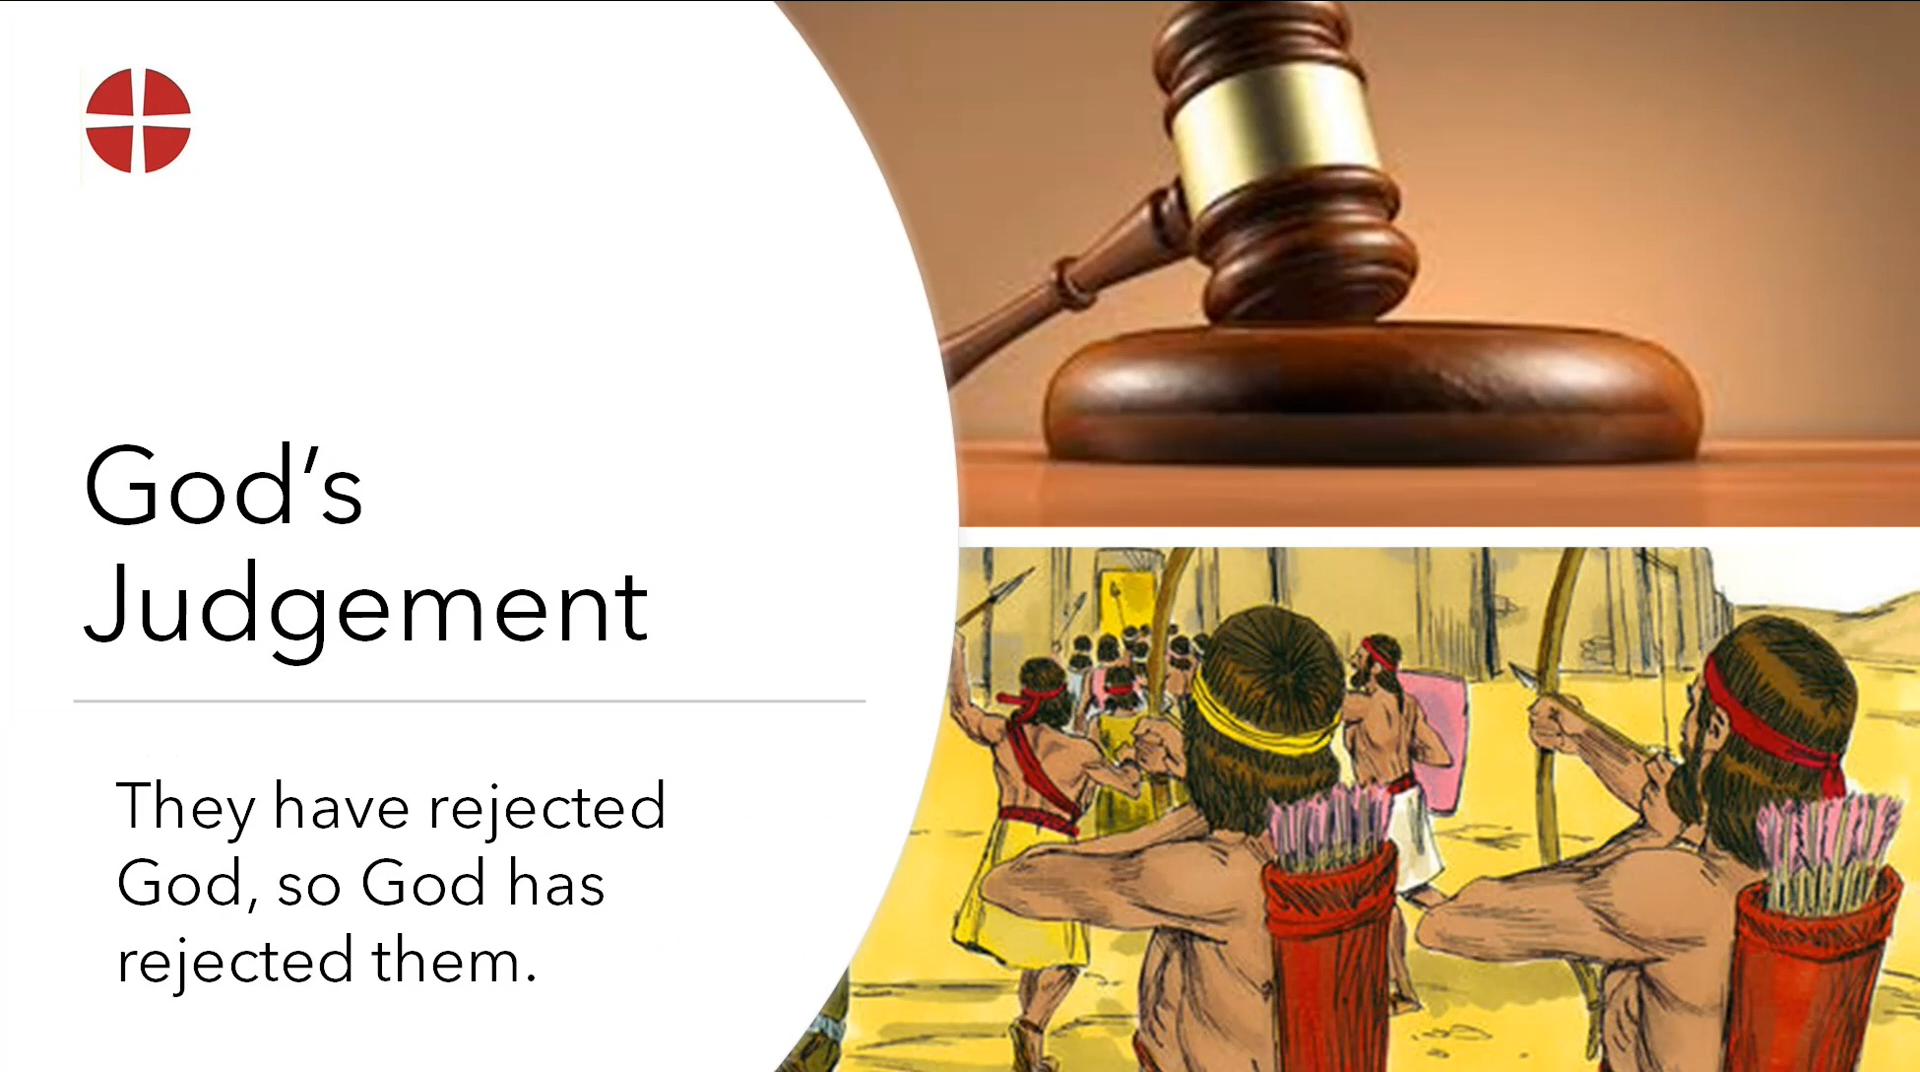 God’s
Judgement
They have rejected
God, so God has
rejected them.